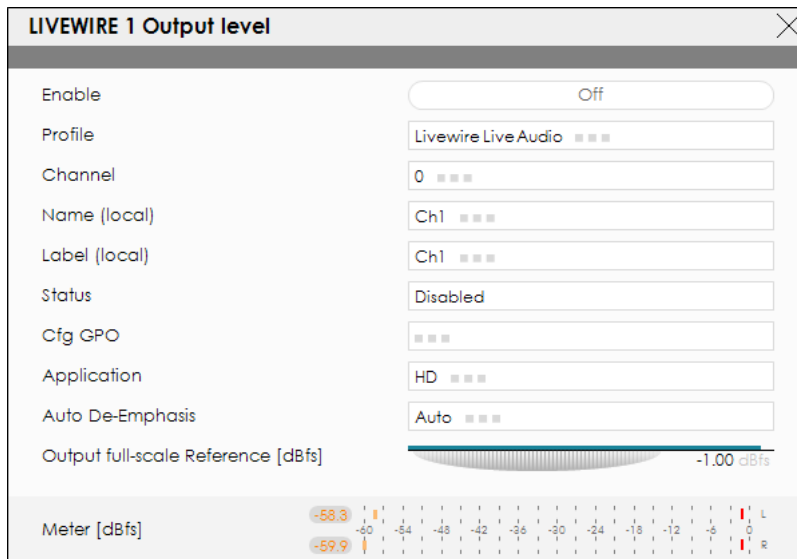 LIVEWIRE 1 Output level
Enable Off
Profile Livewire Live Audio
Channel 0
Name (local) Ch1
Label (local) Ch1
Status Disabled
Cfg GPO
Application HD
Auto De-Emphasis Auto
Output full-scale Reference [dBfs] -1.00 dBfs
-58.3 L
Meter [dBfs] -60 -54 -48 -42 -36 -30 -24 -18 -12 -6 0
-59.9 R